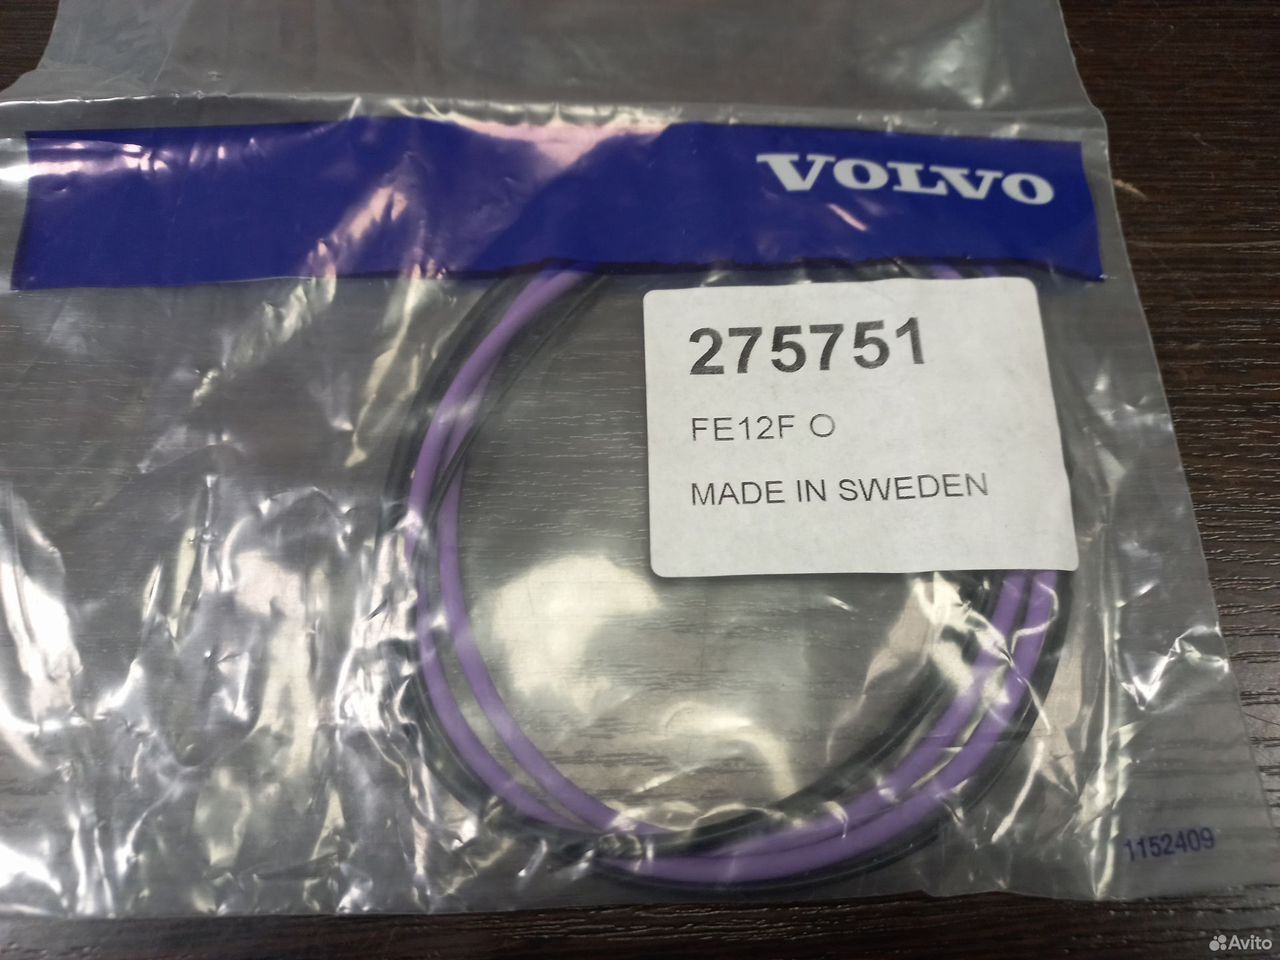 VOLVO
275751
FE12F O
MADE IN SWEDEN
1152409
Avito